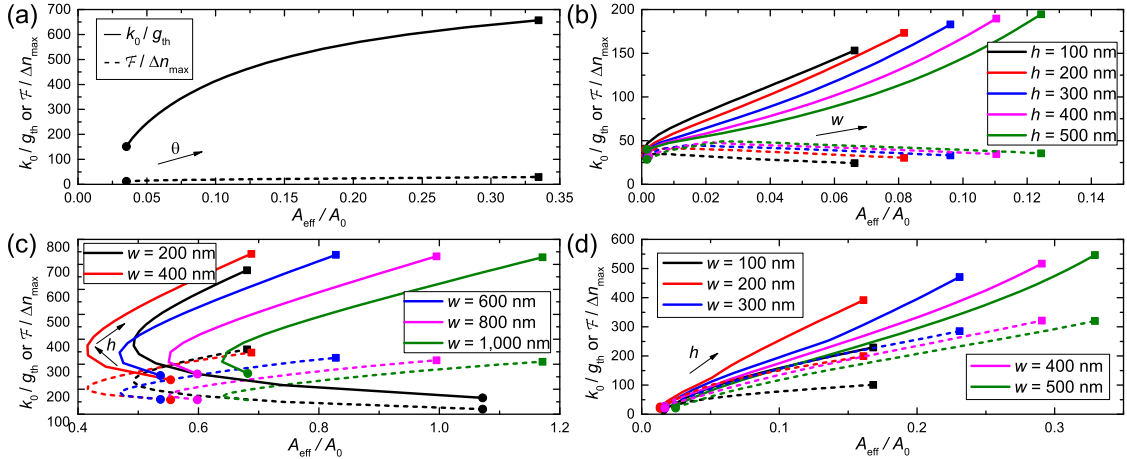 (a)
k0 / gth or F / Δnmax
700
650
600
550
500
450
400
350
300
250
200
150
100
50
0
k0 / gth
F / Δnmax
θ
0.00 0.05 0.10 0.15 0.20 0.25 0.30 0.35
Aeff / A0
(b)
k0 / gth or F / Δnmax
200
150
100
50
0
h = 100 nm
h = 200 nm
h = 300 nm
h = 400 nm
h = 500 nm
w
0.00 0.02 0.04 0.06 0.08 0.10 0.12 0.14
Aeff / A0
(c)
k0 / gth or F / Δnmax
800
700
600
500
400
300
200
100
w = 200 nm
w = 400 nm
w = 600 nm
w = 800 nm
w = 1,000 nm
h
0.4 0.6 0.8 1.0 1.2
Aeff / A0
(d)
k0 / gth or F / Δnmax
600
500
400
300
200
100
0
w = 100 nm
w = 200 nm
w = 300 nm
w = 400 nm
w = 500 nm
h
0.0 0.1 0.2 0.3
Aeff / A0